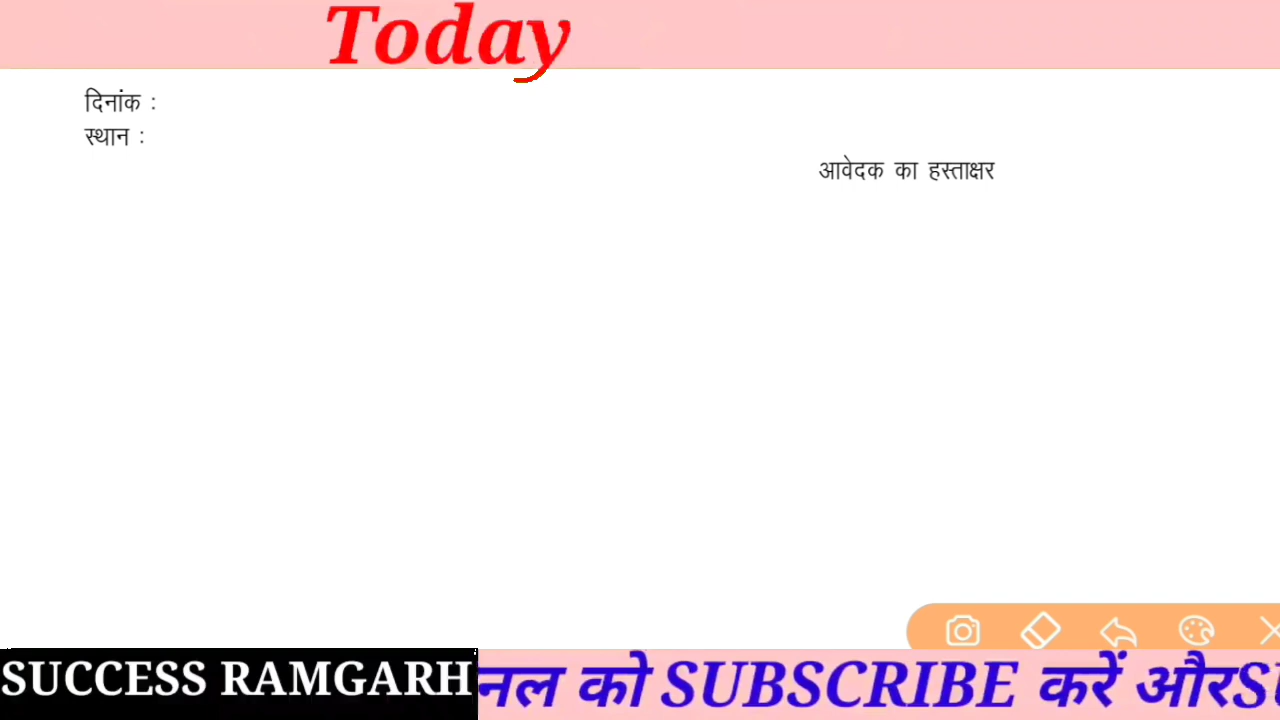 Today
दिनांक :
स्थान :
आवेदक का हस्ताक्षर
SUCCESS RAMGARH
नल को SUBSCRIBE करें और